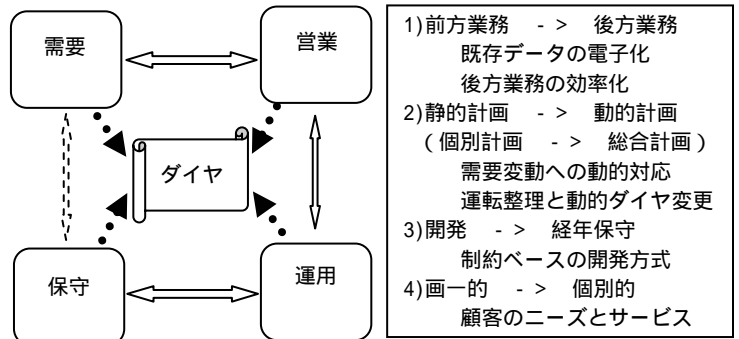 需要
営業
ダイヤ
保守
運用
1)前方業務 -> 後方業務
既存データの電子化
後方業務の効率化
2)静的計画 -> 動的計画
(個別計画 -> 総合計画)
需要変動への動的対応
運転整理と動的ダイヤ変更
3)開発 -> 経年保守
制約ベースの開発方式
4)画一的 -> 個別的
顧客のニーズとサービス